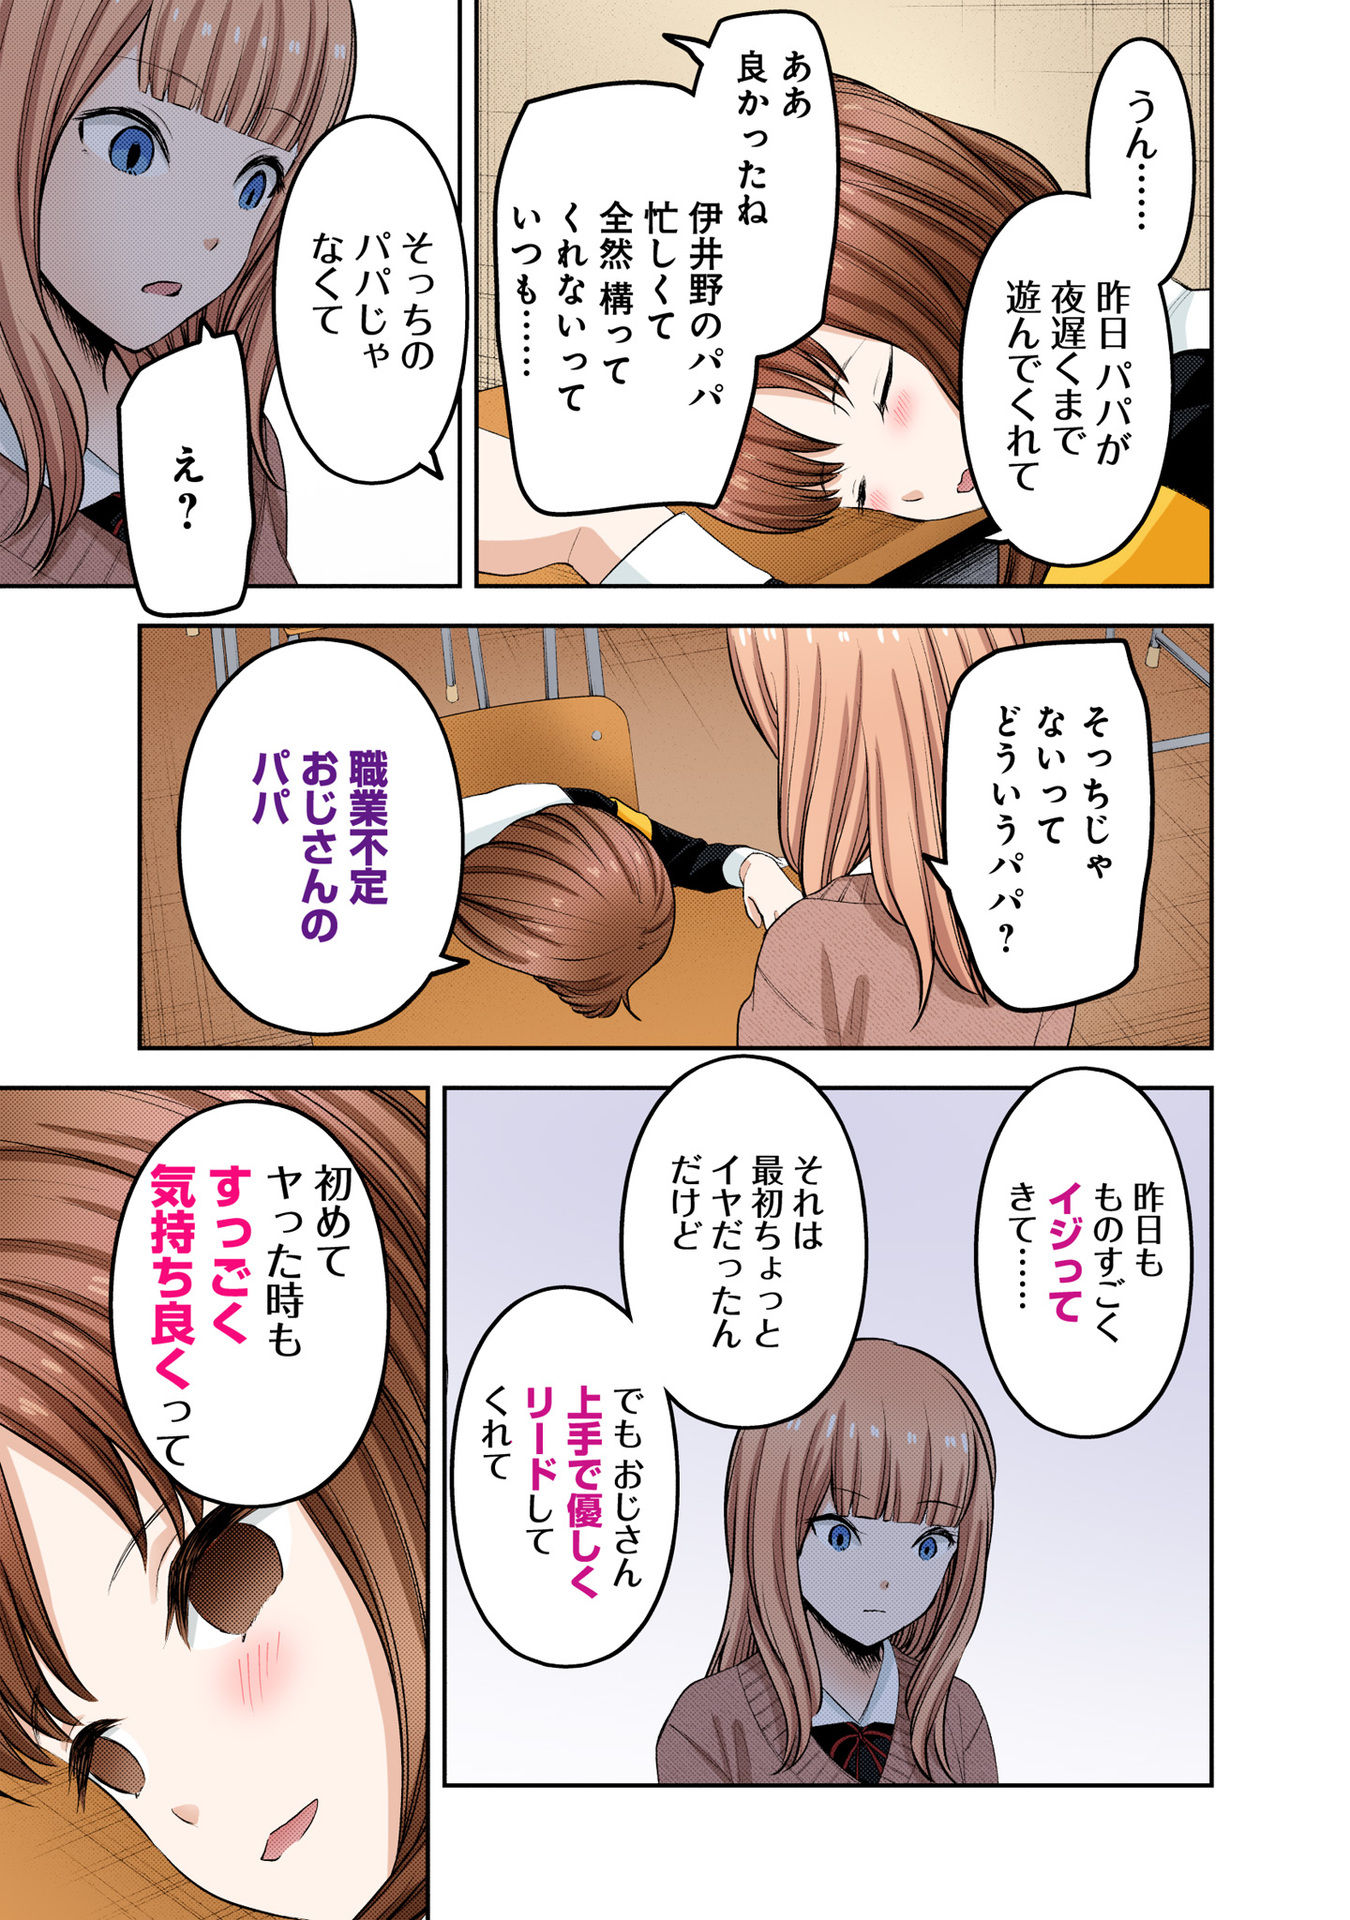 うん……
昨日パパが
夜遅くまで
遊んでくれて
ああ
良かったね
伊井野のパパ
忙しくて
全然構って
くれないって
いつも……
そっちの
パパじゃ
なくて
え？
そっちじゃ
ないって
どういうパパ？
職業不定
おじさんの
パパ
昨日も
ものすごく
イジって
きて……
それは
最初ちょっと
イヤだったん
だけど
でもおじさん
上手で優しく
リードして
くれて
初めて
ヤった時も
すっごく
気持ち良くって